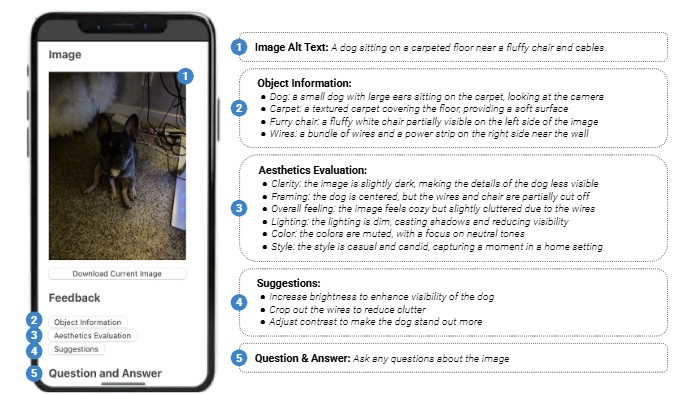 Image
1
Download Current Image
Feedback
2 Object Information
3 Aesthetics Evaluation
4 Suggestions
5 Question and Answer
1 Image Alt Text: A dog sitting on a carpeted floor near a fluffy chair and cables
2
Object Information:
● Dog: a small dog with large ears sitting on the carpet, looking at the camera
● Carpet: a textured carpet covering the floor, providing a soft surface
● Furry chair: a fluffy white chair partially visible on the left side of the image
● Wires: a bundle of wires and a power strip on the right side near the wall
3
Aesthetics Evaluation:
● Clarity: the image is slightly dark, making the details of the dog less visible
● Framing: the dog is centered, but the wires and chair are partially cut off
● Overall feeling: the image feels cozy but slightly cluttered due to the wires
● Lighting: the lighting is dim, casting shadows and reducing visibility
● Color: the colors are muted, with a focus on neutral tones
● Style: the style is casual and candid, capturing a moment in a home setting
4
Suggestions:
● Increase brightness to enhance visibility of the dog
● Crop out the wires to reduce clutter
● Adjust contrast to make the dog stand out more
5 Question & Answer: Ask any questions about the image